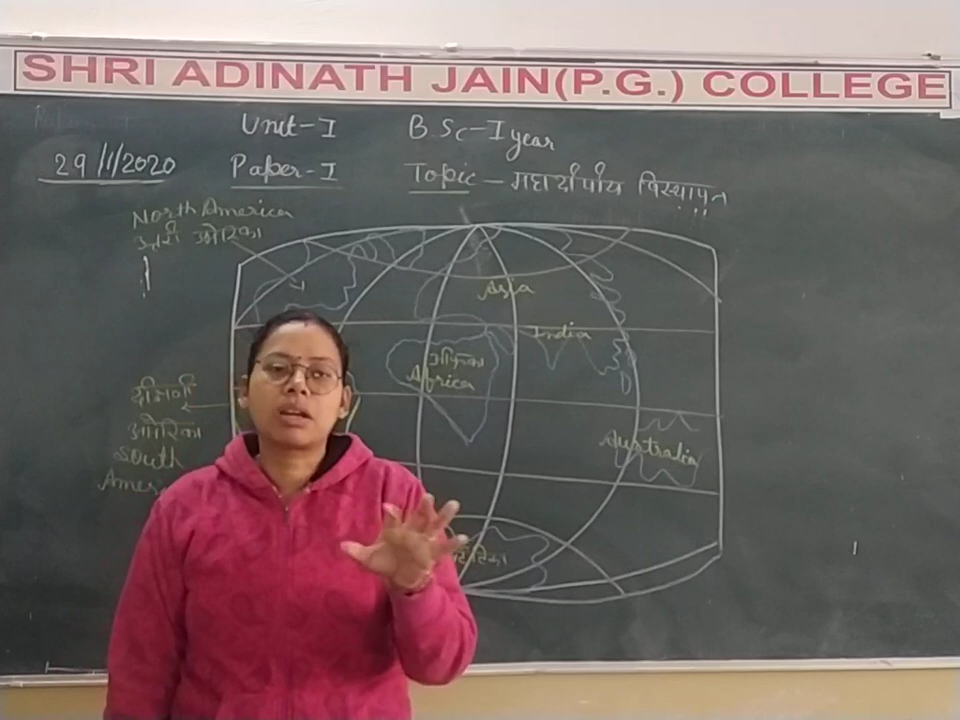 SHRI ADINATH JAIN(P.G.) COLLEGE
Unit-I B.Sc-I year
29/1/2020 Paper-I Topic - महाद्वीपीय विस्थापन
North America
उत्तरी अमेरिका
Asia
India
अफ्रिका
Africa
अमेरिका
South
Australia